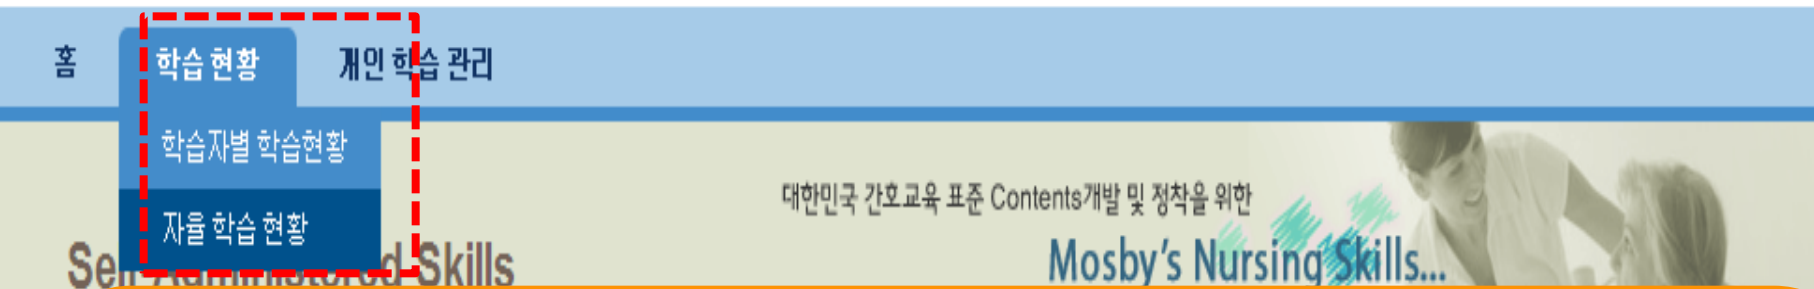 홈 학습 현황 개인 학습 관리
학습자별 학습현황
자율 학습 현황
대한민국 간호교육 표준 Contents개발 및 정착을 위한
Mosby's Nursing Skills...
Self-Administered Skills